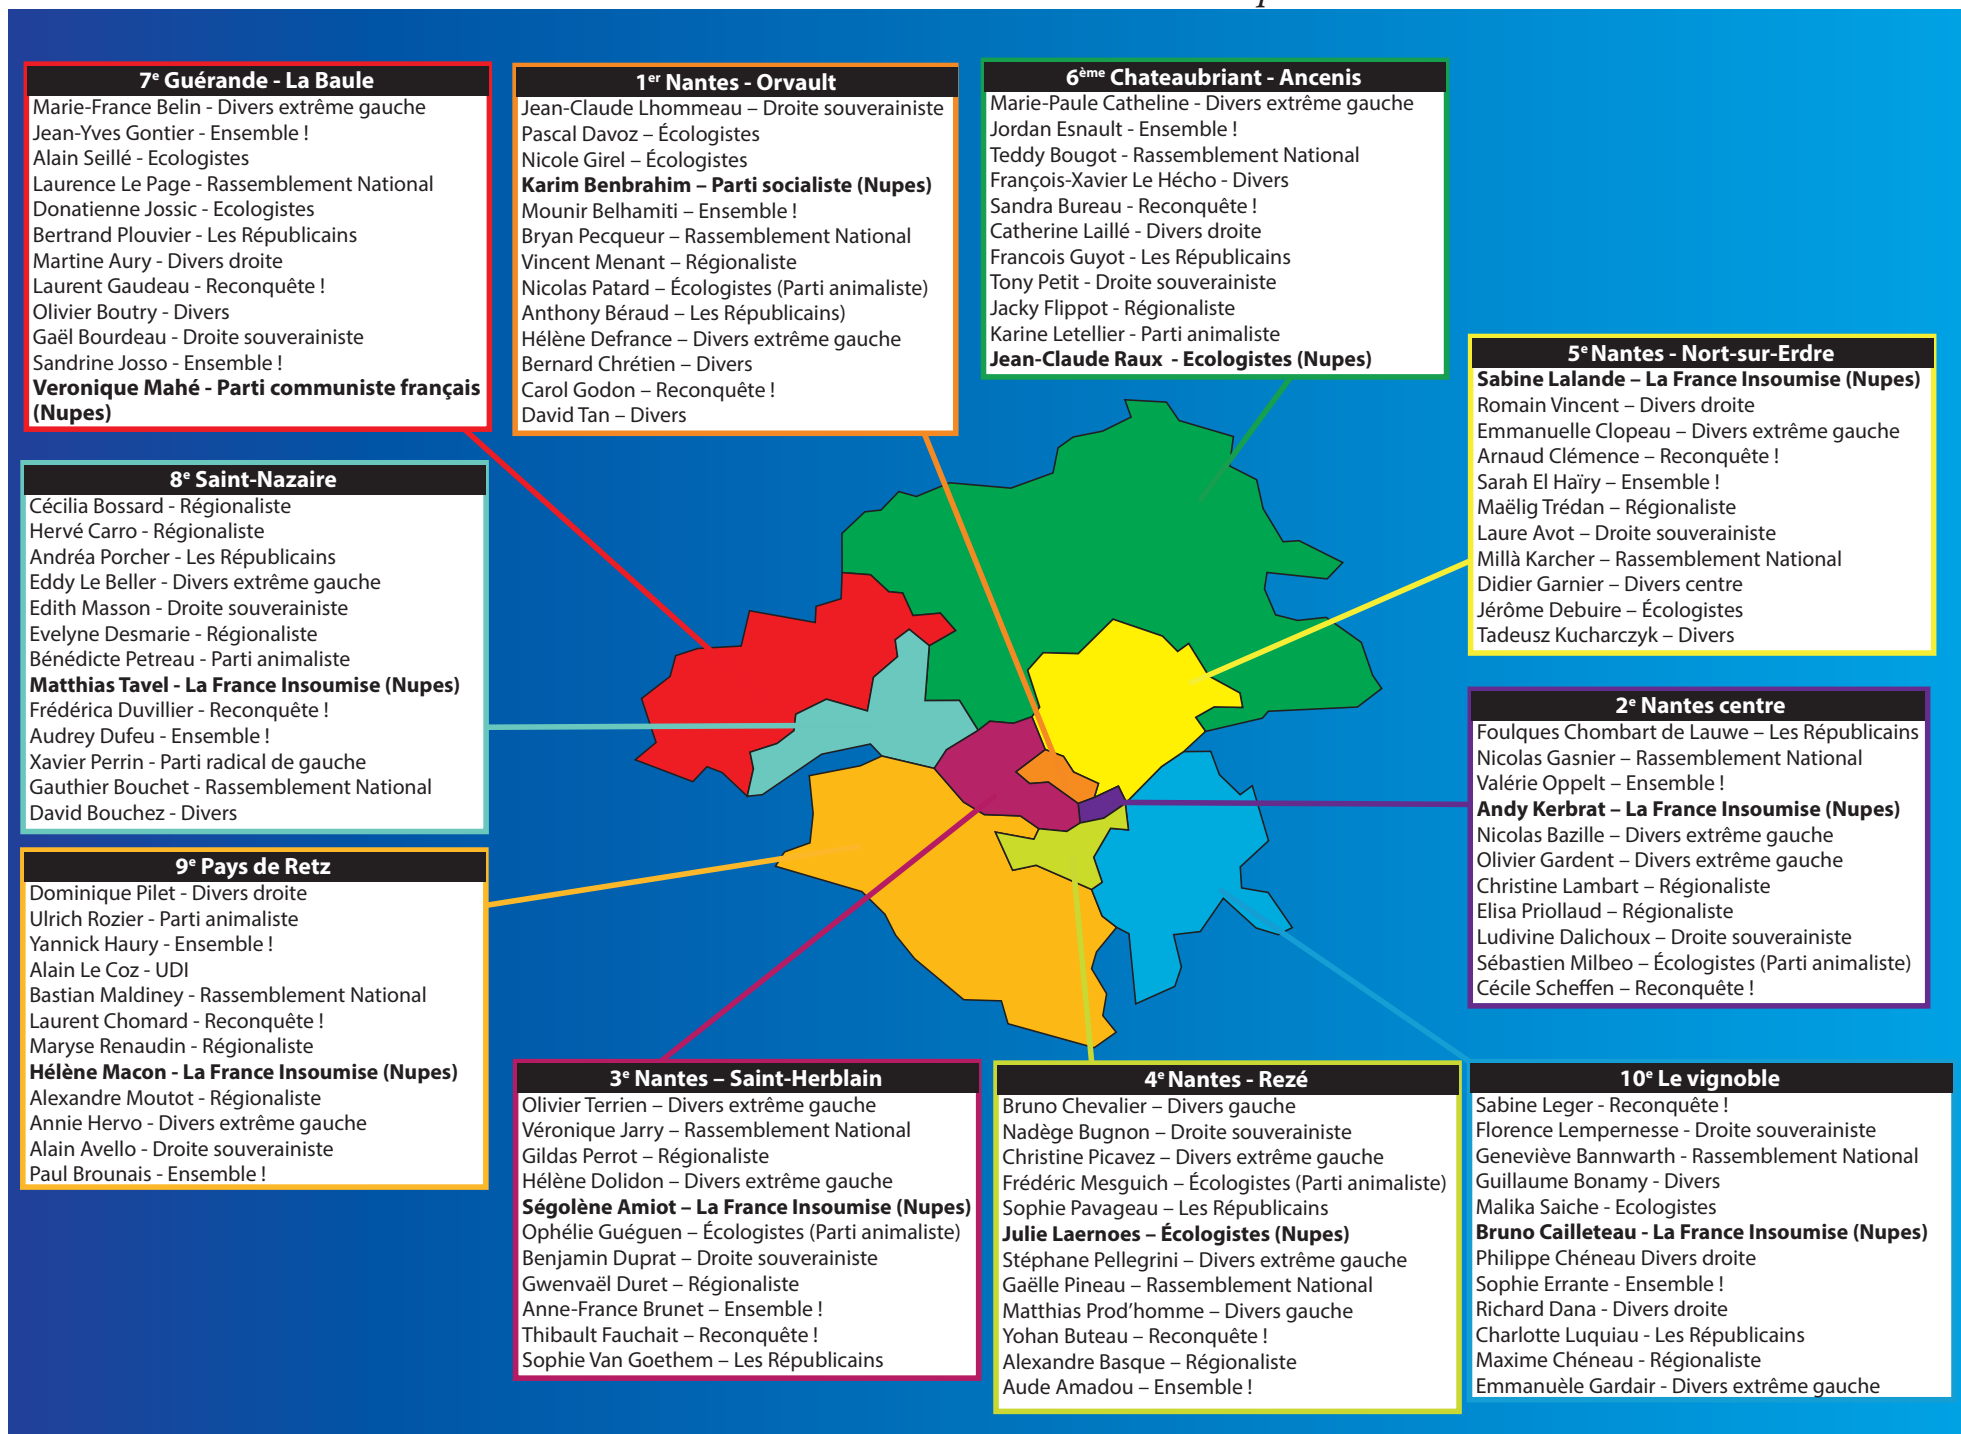 7e Guérande - La Baule
Marie-France Belin - Divers extrême gauche
Jean-Yves Gontier - Ensemble !
Alain Seillé - Ecologistes
Laurence Le Page - Rassemblement National
Donatienne Jossic - Ecologistes
Bertrand Plouvier - Les Républicains
Martine Aury - Divers droite
Laurent Gaudeau - Reconquête !
Olivier Boutry - Divers
Gaël Bourdeau - Droite souverainiste
Sandrine Josso - Ensemble !
Veronique Mahé - Parti communiste français
(Nupes)
1er Nantes - Orvault
Jean-Claude Lhommeau – Droite souverainiste
Pascal Davoz – Écologistes
Nicole Girel – Écologistes
Karim Benbrahim – Parti socialiste (Nupes)
Mounir Belhamiti – Ensemble !
Bryan Pecqueur – Rassemblement National
Vincent Menant – Régionaliste
Nicolas Patard – Écologistes (Parti animaliste)
Anthony Béraud – Les Républicains)
Hélène Defrance – Divers extrême gauche
Bernard Chrétien – Divers
Carol Godon – Reconquête !
David Tan – Divers
6ème Chateaubriant - Ancenis
Marie-Paule Catheline - Divers extrême gauche
Jordan Esnault - Ensemble !
Teddy Bougot - Rassemblement National
François-Xavier Le Hécho - Divers
Sandra Bureau - Reconquête !
Catherine Laillé - Divers droite
Francois Guyot - Les Républicains
Tony Petit - Droite souverainiste
Jacky Flippot - Régionaliste
Karine Letellier - Parti animaliste
Jean-Claude Raux - Ecologistes (Nupes)
5e Nantes - Nort-sur-Erdre
Sabine Lalande – La France Insoumise (Nupes)
Romain Vincent – Divers droite
Emmanuelle Clopeau – Divers extrême gauche
Arnaud Clémence – Reconquête !
Sarah El Haïry – Ensemble !
Maëlig Trédan – Régionaliste
Laure Avot – Droite souverainiste
Millà Karcher – Rassemblement National
Didier Garnier – Divers centre
Jérôme Debuire – Écologistes
Tadeusz Kucharczyk – Divers
8e Saint-Nazaire
Cécilia Bossard - Régionaliste
Hervé Carro - Régionaliste
Andréa Porcher - Les Républicains
Eddy Le Beller - Divers extrême gauche
Edith Masson - Droite souverainiste
Evelyne Desmarie - Régionaliste
Bénédicte Petreau - Parti animaliste
Matthias Tavel - La France Insoumise (Nupes)
Frédérica Duvillier - Reconquête !
Audrey Dufeu - Ensemble !
Xavier Perrin - Parti radical de gauche
Gauthier Bouchet - Rassemblement National
David Bouchez - Divers
2e Nantes centre
Foulques Chombart de Lauwe – Les Républicains
Nicolas Gasnier – Rassemblement National
Valérie Oppelt – Ensemble !
Andy Kerbrat – La France Insoumise (Nupes)
Nicolas Bazille – Divers extrême gauche
Olivier Gardent – Divers extrême gauche
Christine Lambart – Régionaliste
Elisa Priollaud – Régionaliste
Ludivine Dalichoux – Droite souverainiste
Sébastien Milbeo – Écologistes (Parti animaliste)
Cécile Scheffen – Reconquête !
9e Pays de Retz
Dominique Pilet - Divers droite
Ulrich Rozier - Parti animaliste
Yannick Haury - Ensemble !
Alain Le Coz - UDI
Bastian Maldiney - Rassemblement National
Laurent Chomard - Reconquête !
Maryse Renaudin - Régionaliste
Hélène Macon - La France Insoumise (Nupes)
Alexandre Moutot - Régionaliste
Annie Hervo - Divers extrême gauche
Alain Avello - Droite souverainiste
Paul Brounais - Ensemble !
3e Nantes – Saint-Herblain
Olivier Terrien – Divers extrême gauche
Véronique Jarry – Rassemblement National
Gildas Perrot – Régionaliste
Hélène Dolidon – Divers extrême gauche
Ségolène Amiot – La France Insoumise (Nupes)
Ophélie Guéguen – Écologistes (Parti animaliste)
Benjamin Duprat – Droite souverainiste
Gwenvaël Duret – Régionaliste
Anne-France Brunet – Ensemble !
Thibault Fauchait – Reconquête !
Sophie Van Goethem – Les Républicains
4e Nantes - Rezé
Bruno Chevalier – Divers gauche
Nadège Bugnon – Droite souverainiste
Christine Picavez – Divers extrême gauche
Frédéric Mesguich – Écologistes (Parti animaliste)
Sophie Pavageau – Les Républicains
Julie Laernoes – Écologistes (Nupes)
Stéphane Pellegrini – Divers extrême gauche
Gaëlle Pineau – Rassemblement National
Matthias Prod'homme – Divers gauche
Yohan Buteau – Reconquête !
Alexandre Basque – Régionaliste
Aude Amadou – Ensemble !
10e Le vignoble
Sabine Leger - Reconquête !
Florence Lempernesse - Droite souverainiste
Geneviève Bannwarth - Rassemblement National
Guillaume Bonamy - Divers
Malika Saiche - Ecologistes
Bruno Cailleteau - La France Insoumise (Nupes)
Philippe Chéneau Divers droite
Sophie Errante - Ensemble !
Richard Dana - Divers droite
Charlotte Luquiau - Les Républicains
Maxime Chéneau - Régionaliste
Emmanuèle Gardair - Divers extrême gauche